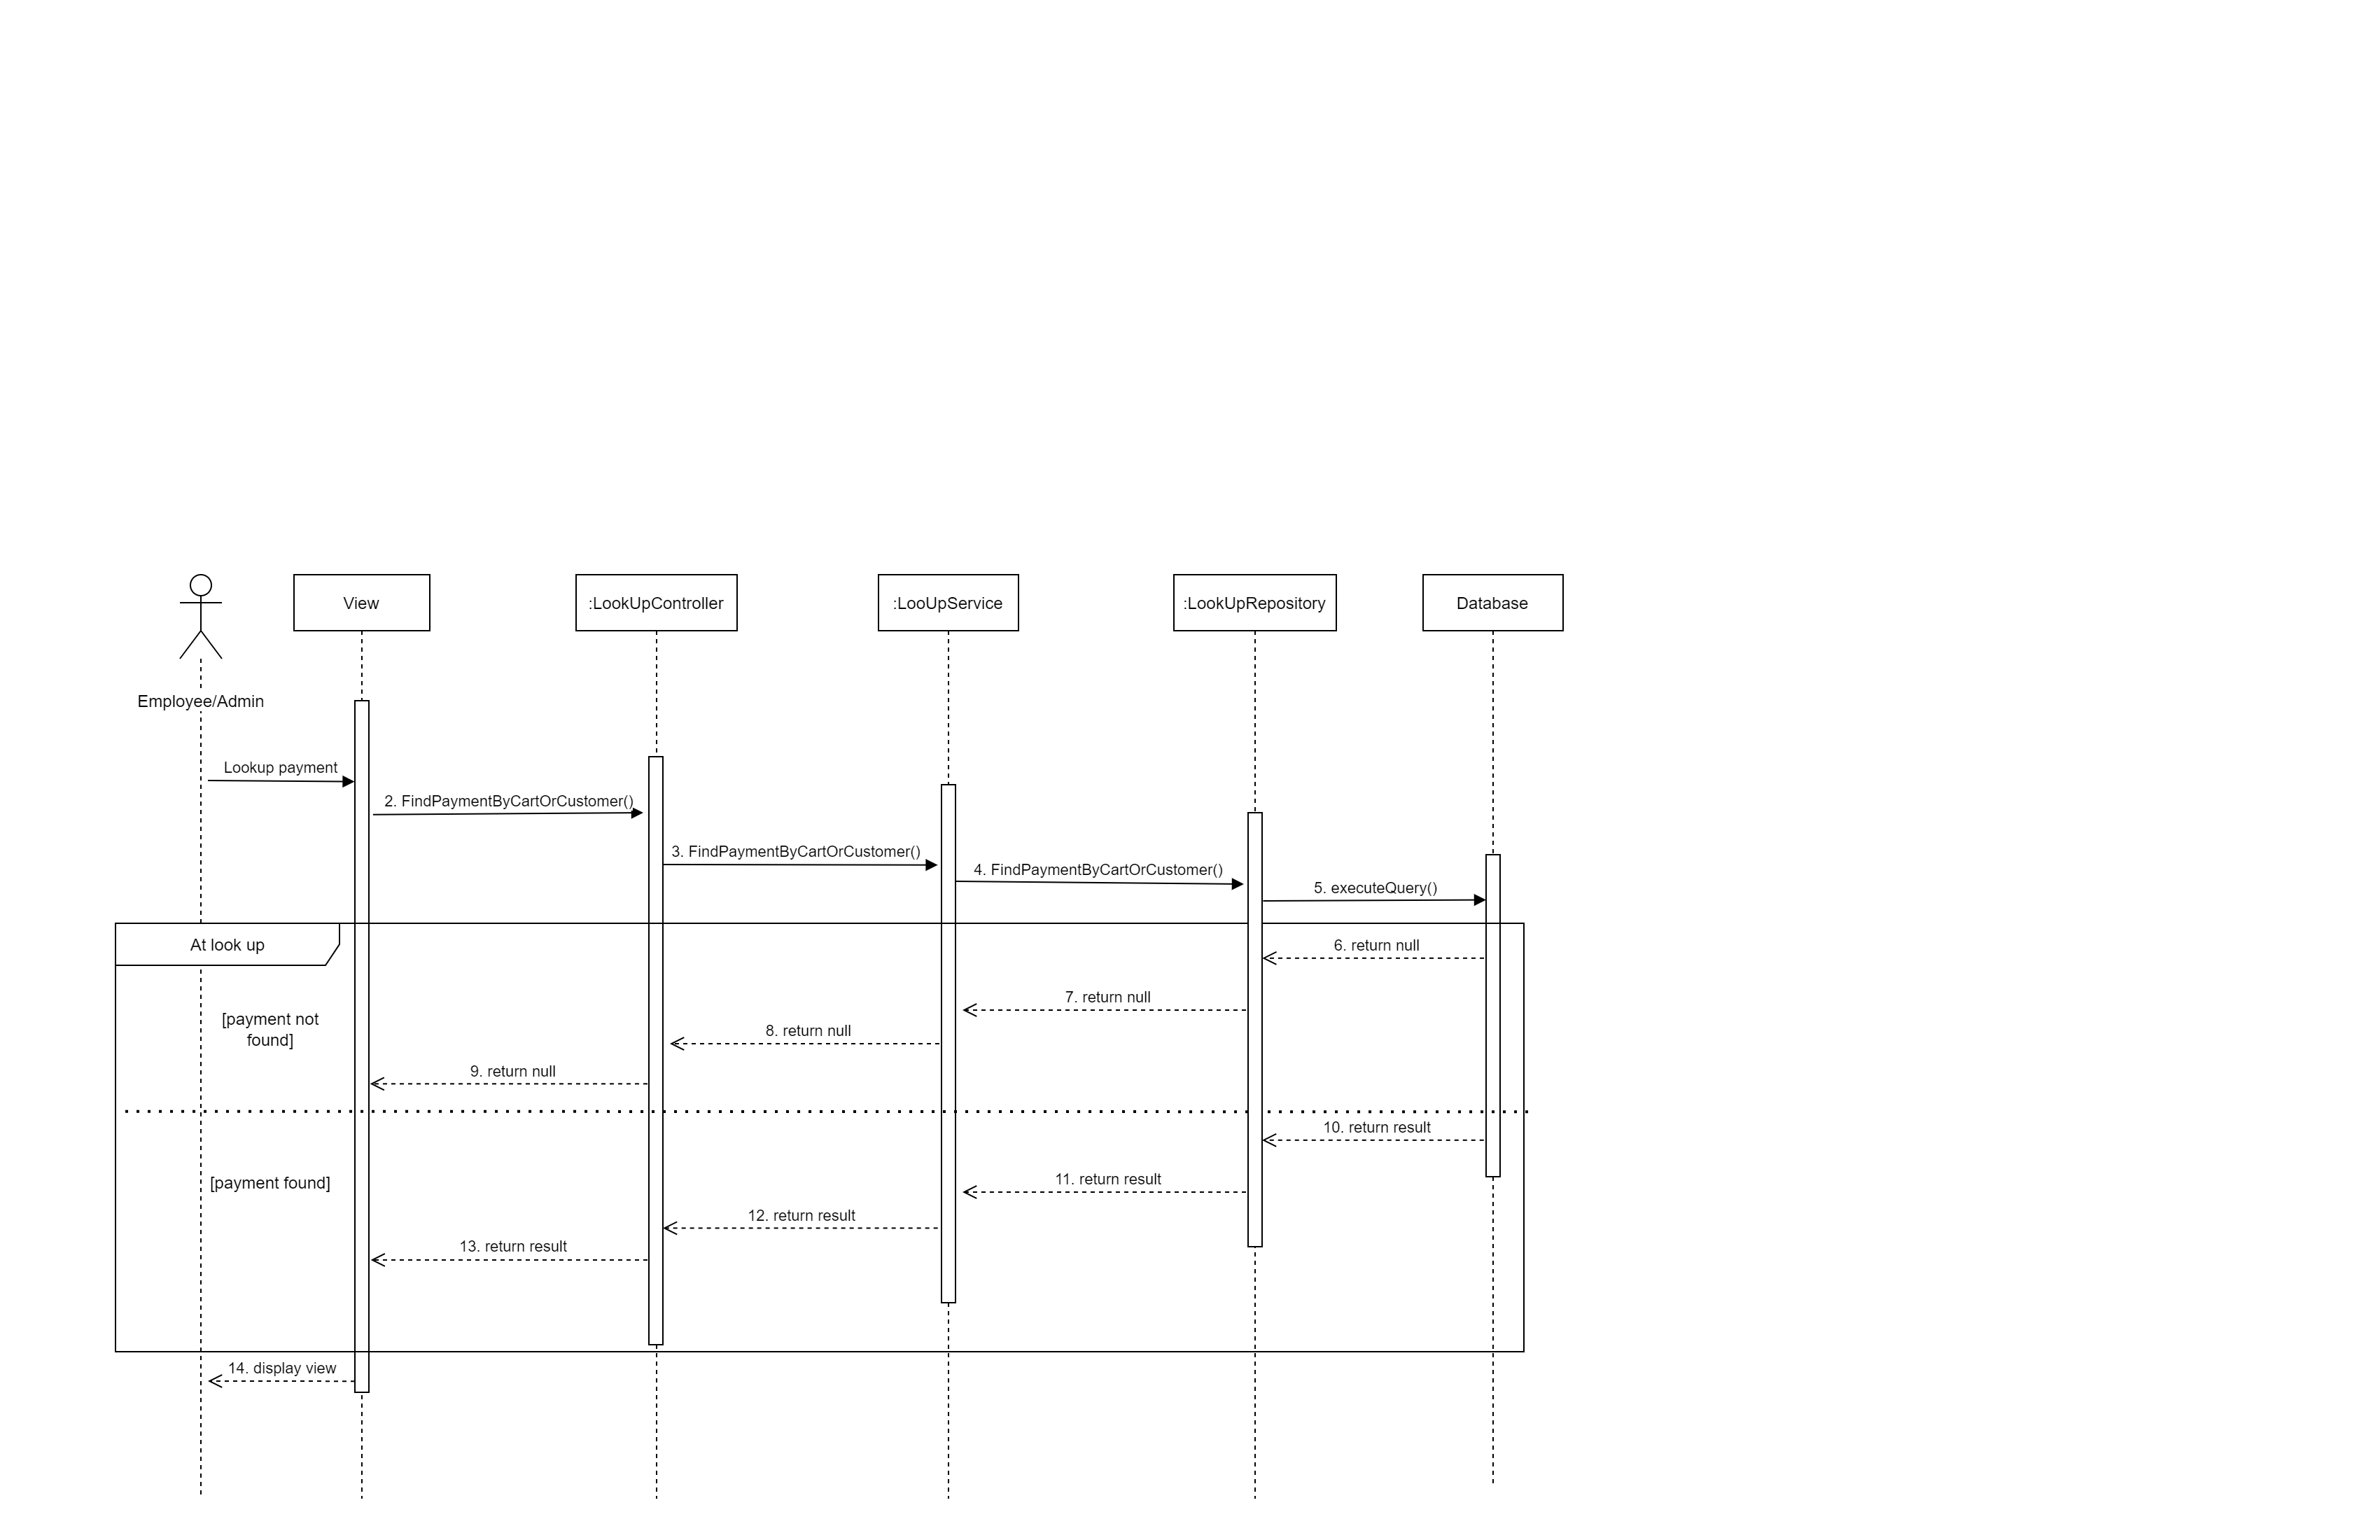 View
:LookUpController
:LooUpService
:LookUpRepository
Database
Employee/Admin
Lookup payment
2. FindPaymentByCartOrCustomer()
3. FindPaymentByCartOrCustomer()
4. FindPaymentByCartOrCustomer()
5. executeQuery()
At look up
6. return null
7. return null
[payment not
found]
8. return null
9. return null
10. return result
11. return result
[payment found]
12. return result
13. return result
14. display view